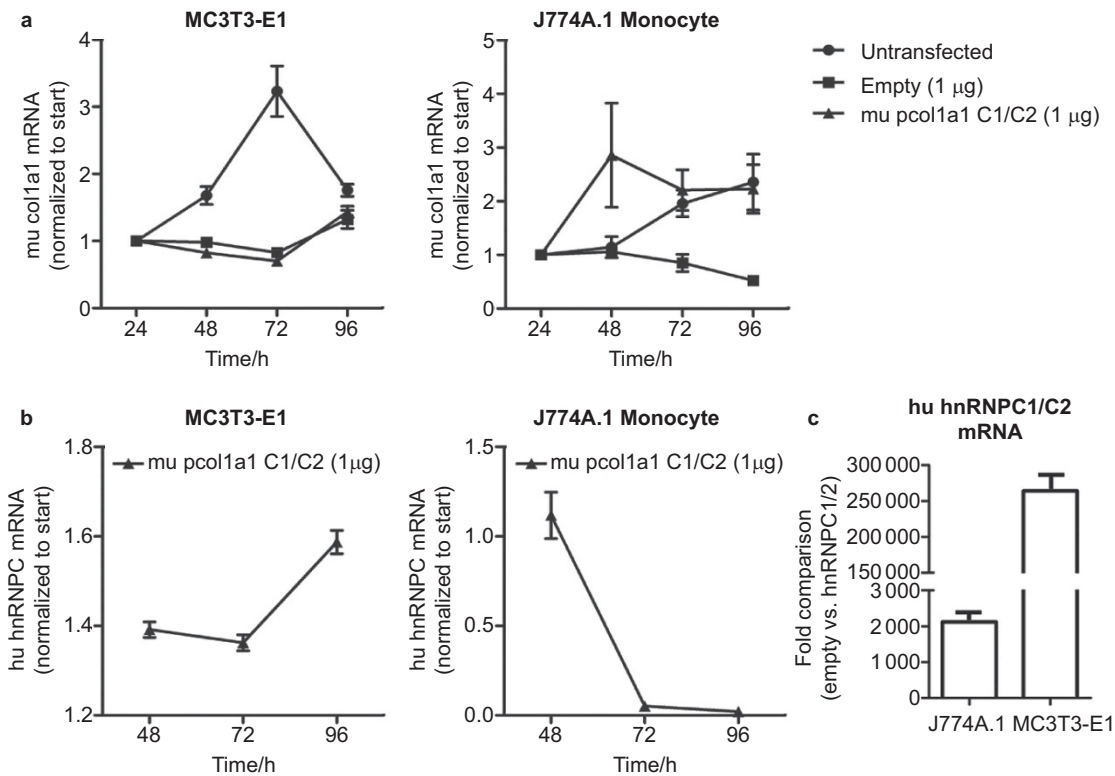 a
MC3T3-E1
mu col1a1 mRNA
(normalized to start)
4
3
2
1
0
24 48 72 96
Time/h
J774A.1 Monocyte
mu col1a1 mRNA
(normalized to start)
5
4
3
2
1
0
24 48 72 96
Time/h
Untransfected
Empty (1 μg)
mu pcol1a1 C1/C2 (1 μg)
b
MC3T3-E1
mu pcol1a1 C1/C2 (1μg)
hu hnRNPC mRNA
(normalized to start)
1.8
1.6
1.4
1.2
48 72 96
Time/h
J774A.1 Monocyte
mu pcol1a1 C1/C2 (1μg)
hu hnRNPC mRNA
(normalized to start)
1.5
1.0
0.5
0.0
48 72 96
Time/h
c
hu hnRNPC1/C2
mRNA
Fold comparison
(empty vs. hnRNPC1/2)
300 000
250 000
200 000
150 000
3 000
2 000
1 000
0
J774A.1 MC3T3-E1